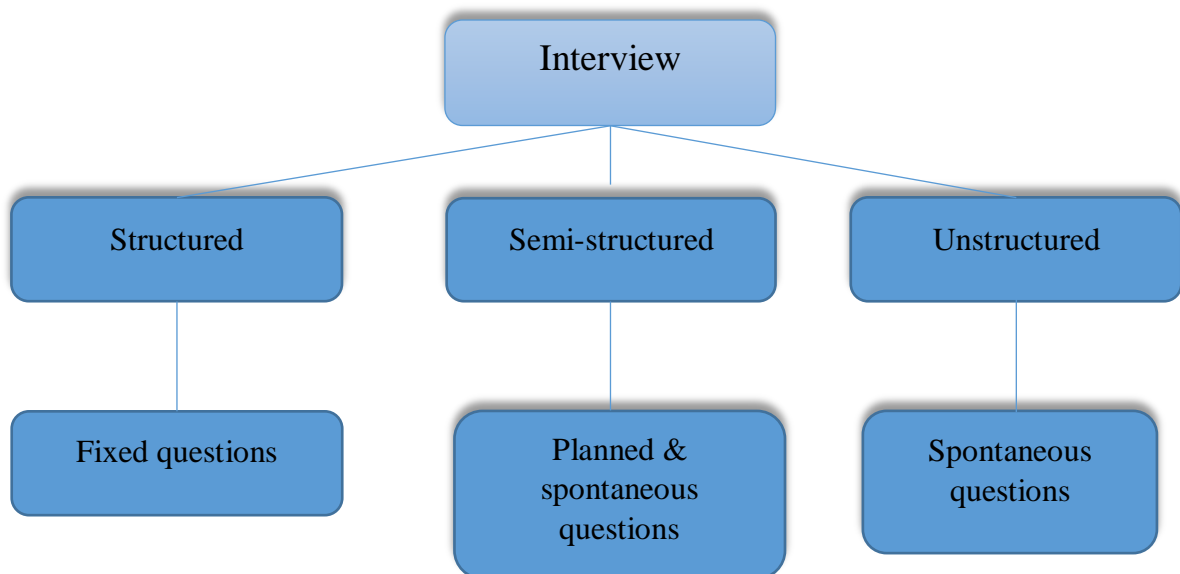 Interview
Structured
Semi-structured
Unstructured
Fixed questions
Planned &
spontaneous
questions
Spontaneous
questions